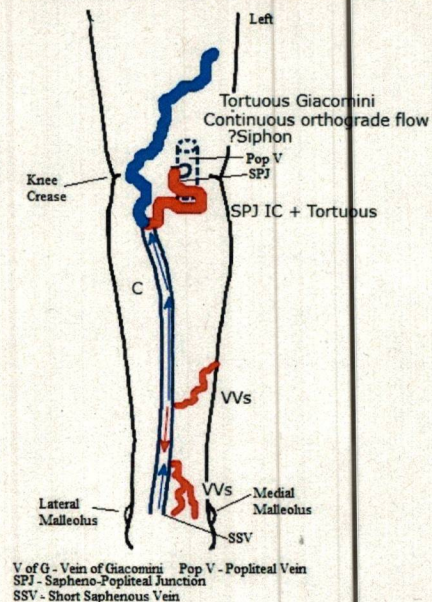 Left
Tortuous Giacomini
Continuous orthograde flow
?Siphon
Pop V
SPJ
Knee
Crease
SPJ IC + Tortuous
C
VVs
VVs
Lateral
Malleolus
Medial
Malleolus
SSV
V of G - Vein of Giacomini Pop V - Popliteal Vein
SPJ - Sapheno-Popliteal Junction
SSV - Short Saphenous Vein